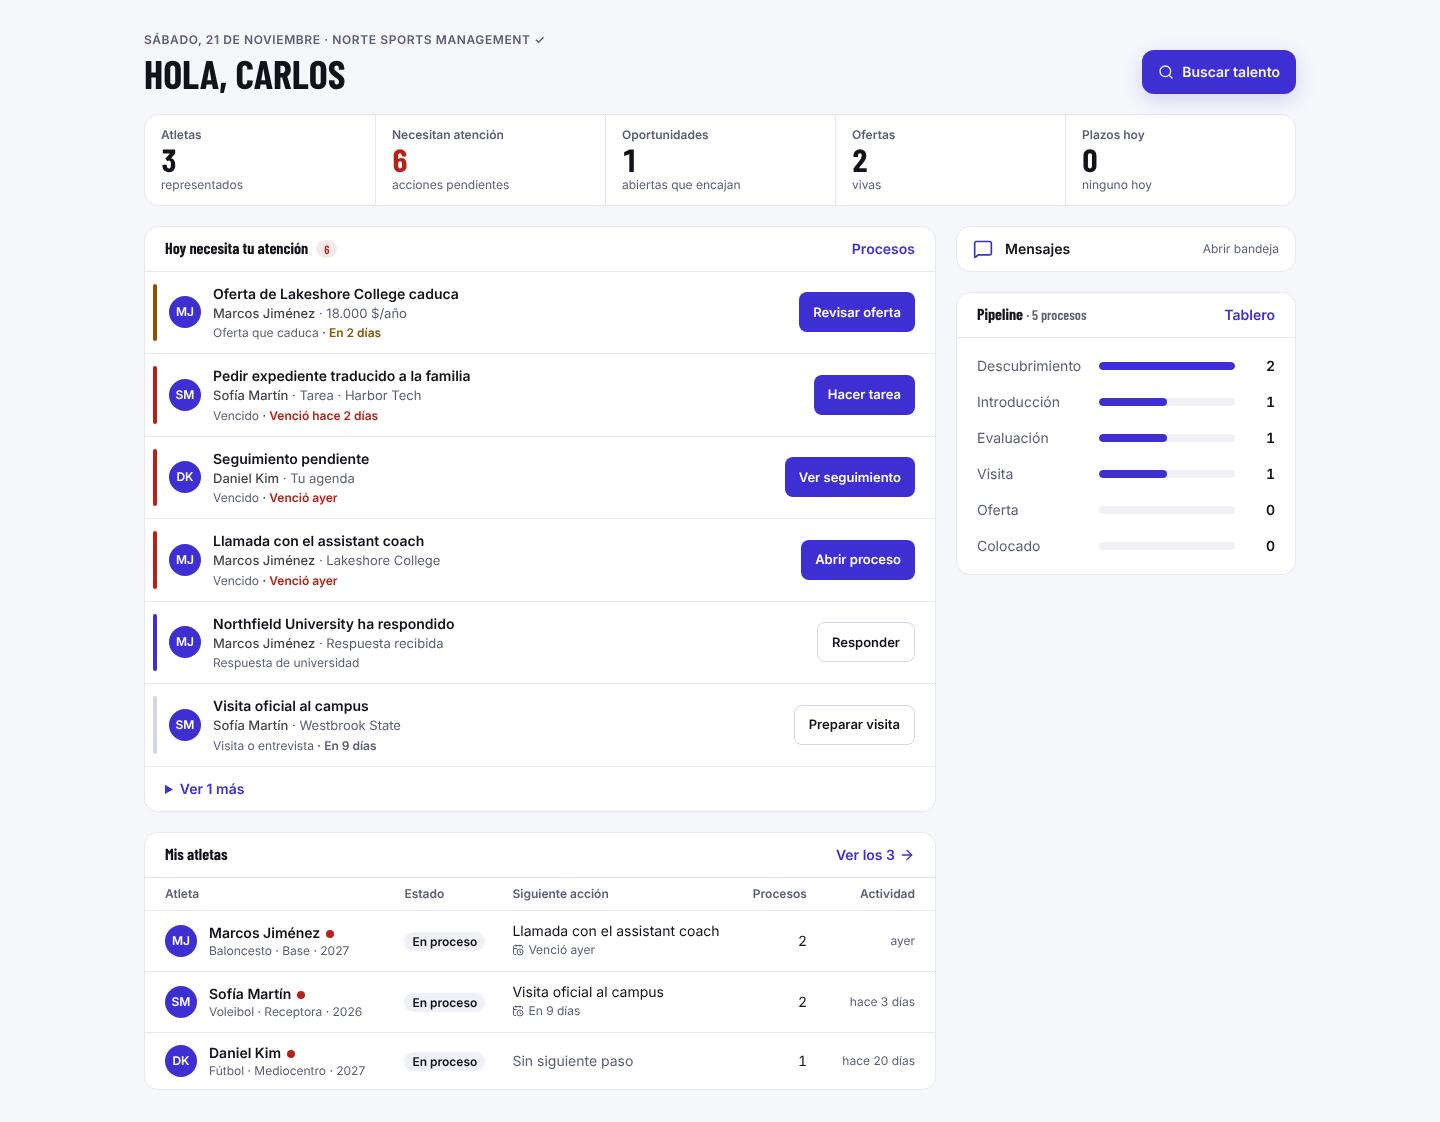 SÁBADO, 21 DE NOVIEMBRE · NORTE SPORTS MANAGEMENT ✓
HOLA, CARLOS
Buscar talento
Atletas
3
representados
Necesitan atención
6
acciones pendientes
Oportunidades
1
abiertas que encajan
Ofertas
2
vivas
Plazos hoy
0
ninguno hoy
Hoy necesita tu atención 6
Procesos
MJ
Oferta de Lakeshore College caduca
Marcos Jiménez · 18.000 $/año
Oferta que caduca · En 2 días
Revisar oferta
SM
Pedir expediente traducido a la familia
Sofía Martín · Tarea · Harbor Tech
Vencido · Venció hace 2 días
Hacer tarea
DK
Seguimiento pendiente
Daniel Kim · Tu agenda
Vencido · Venció ayer
Ver seguimiento
MJ
Llamada con el assistant coach
Marcos Jiménez · Lakeshore College
Vencido · Venció ayer
Abrir proceso
MJ
Northfield University ha respondido
Marcos Jiménez · Respuesta recibida
Respuesta de universidad
Responder
SM
Visita oficial al campus
Sofía Martín · Westbrook State
Visita o entrevista · En 9 días
Preparar visita
Ver 1 más
Mensajes
Abrir bandeja
Pipeline · 5 procesos
Tablero
Descubrimiento 2
Introducción 1
Evaluación 1
Visita 1
Oferta 0
Colocado 0
Mis atletas
Ver los 3 →
Atleta Estado Siguiente acción Procesos Actividad
MJ
Marcos Jiménez
Baloncesto · Base · 2027
En proceso
Llamada con el assistant coach
Venció ayer
2
ayer
SM
Sofía Martín
Voleibol · Receptora · 2026
En proceso
Visita oficial al campus
En 9 días
2
hace 3 días
DK
Daniel Kim
Fútbol · Mediocentro · 2027
En proceso
Sin siguiente paso
1
hace 20 días